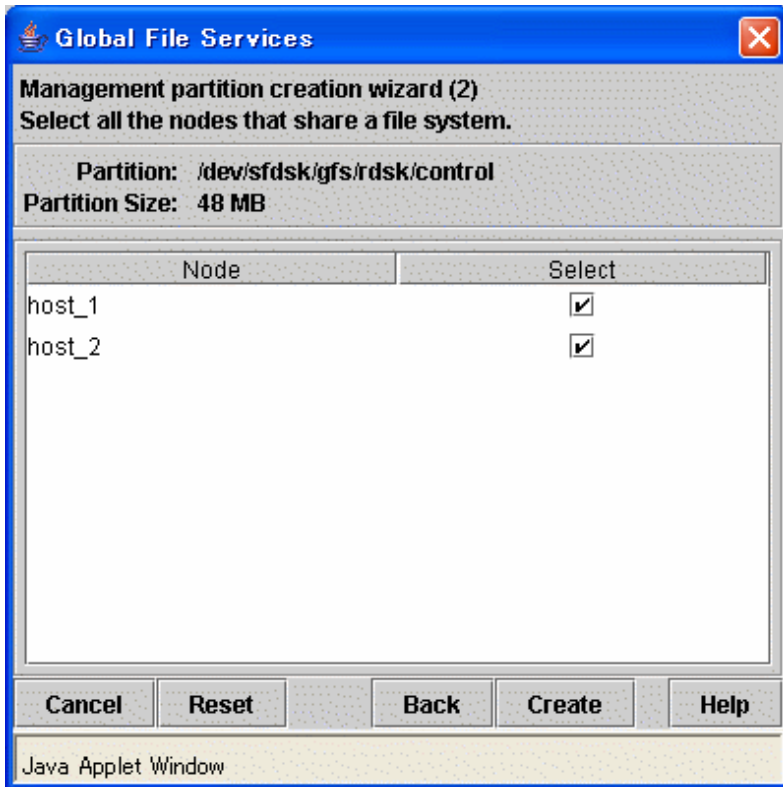 Global File Services
Management partition creation wizard (2)
Select all the nodes that share a file system.
Partition: /dev/sfdsk/gfs/rdsk/control
Partition Size: 48 MB
Node Select
host_1
host_2
Cancel Reset Back Create Help
Java Applet Window